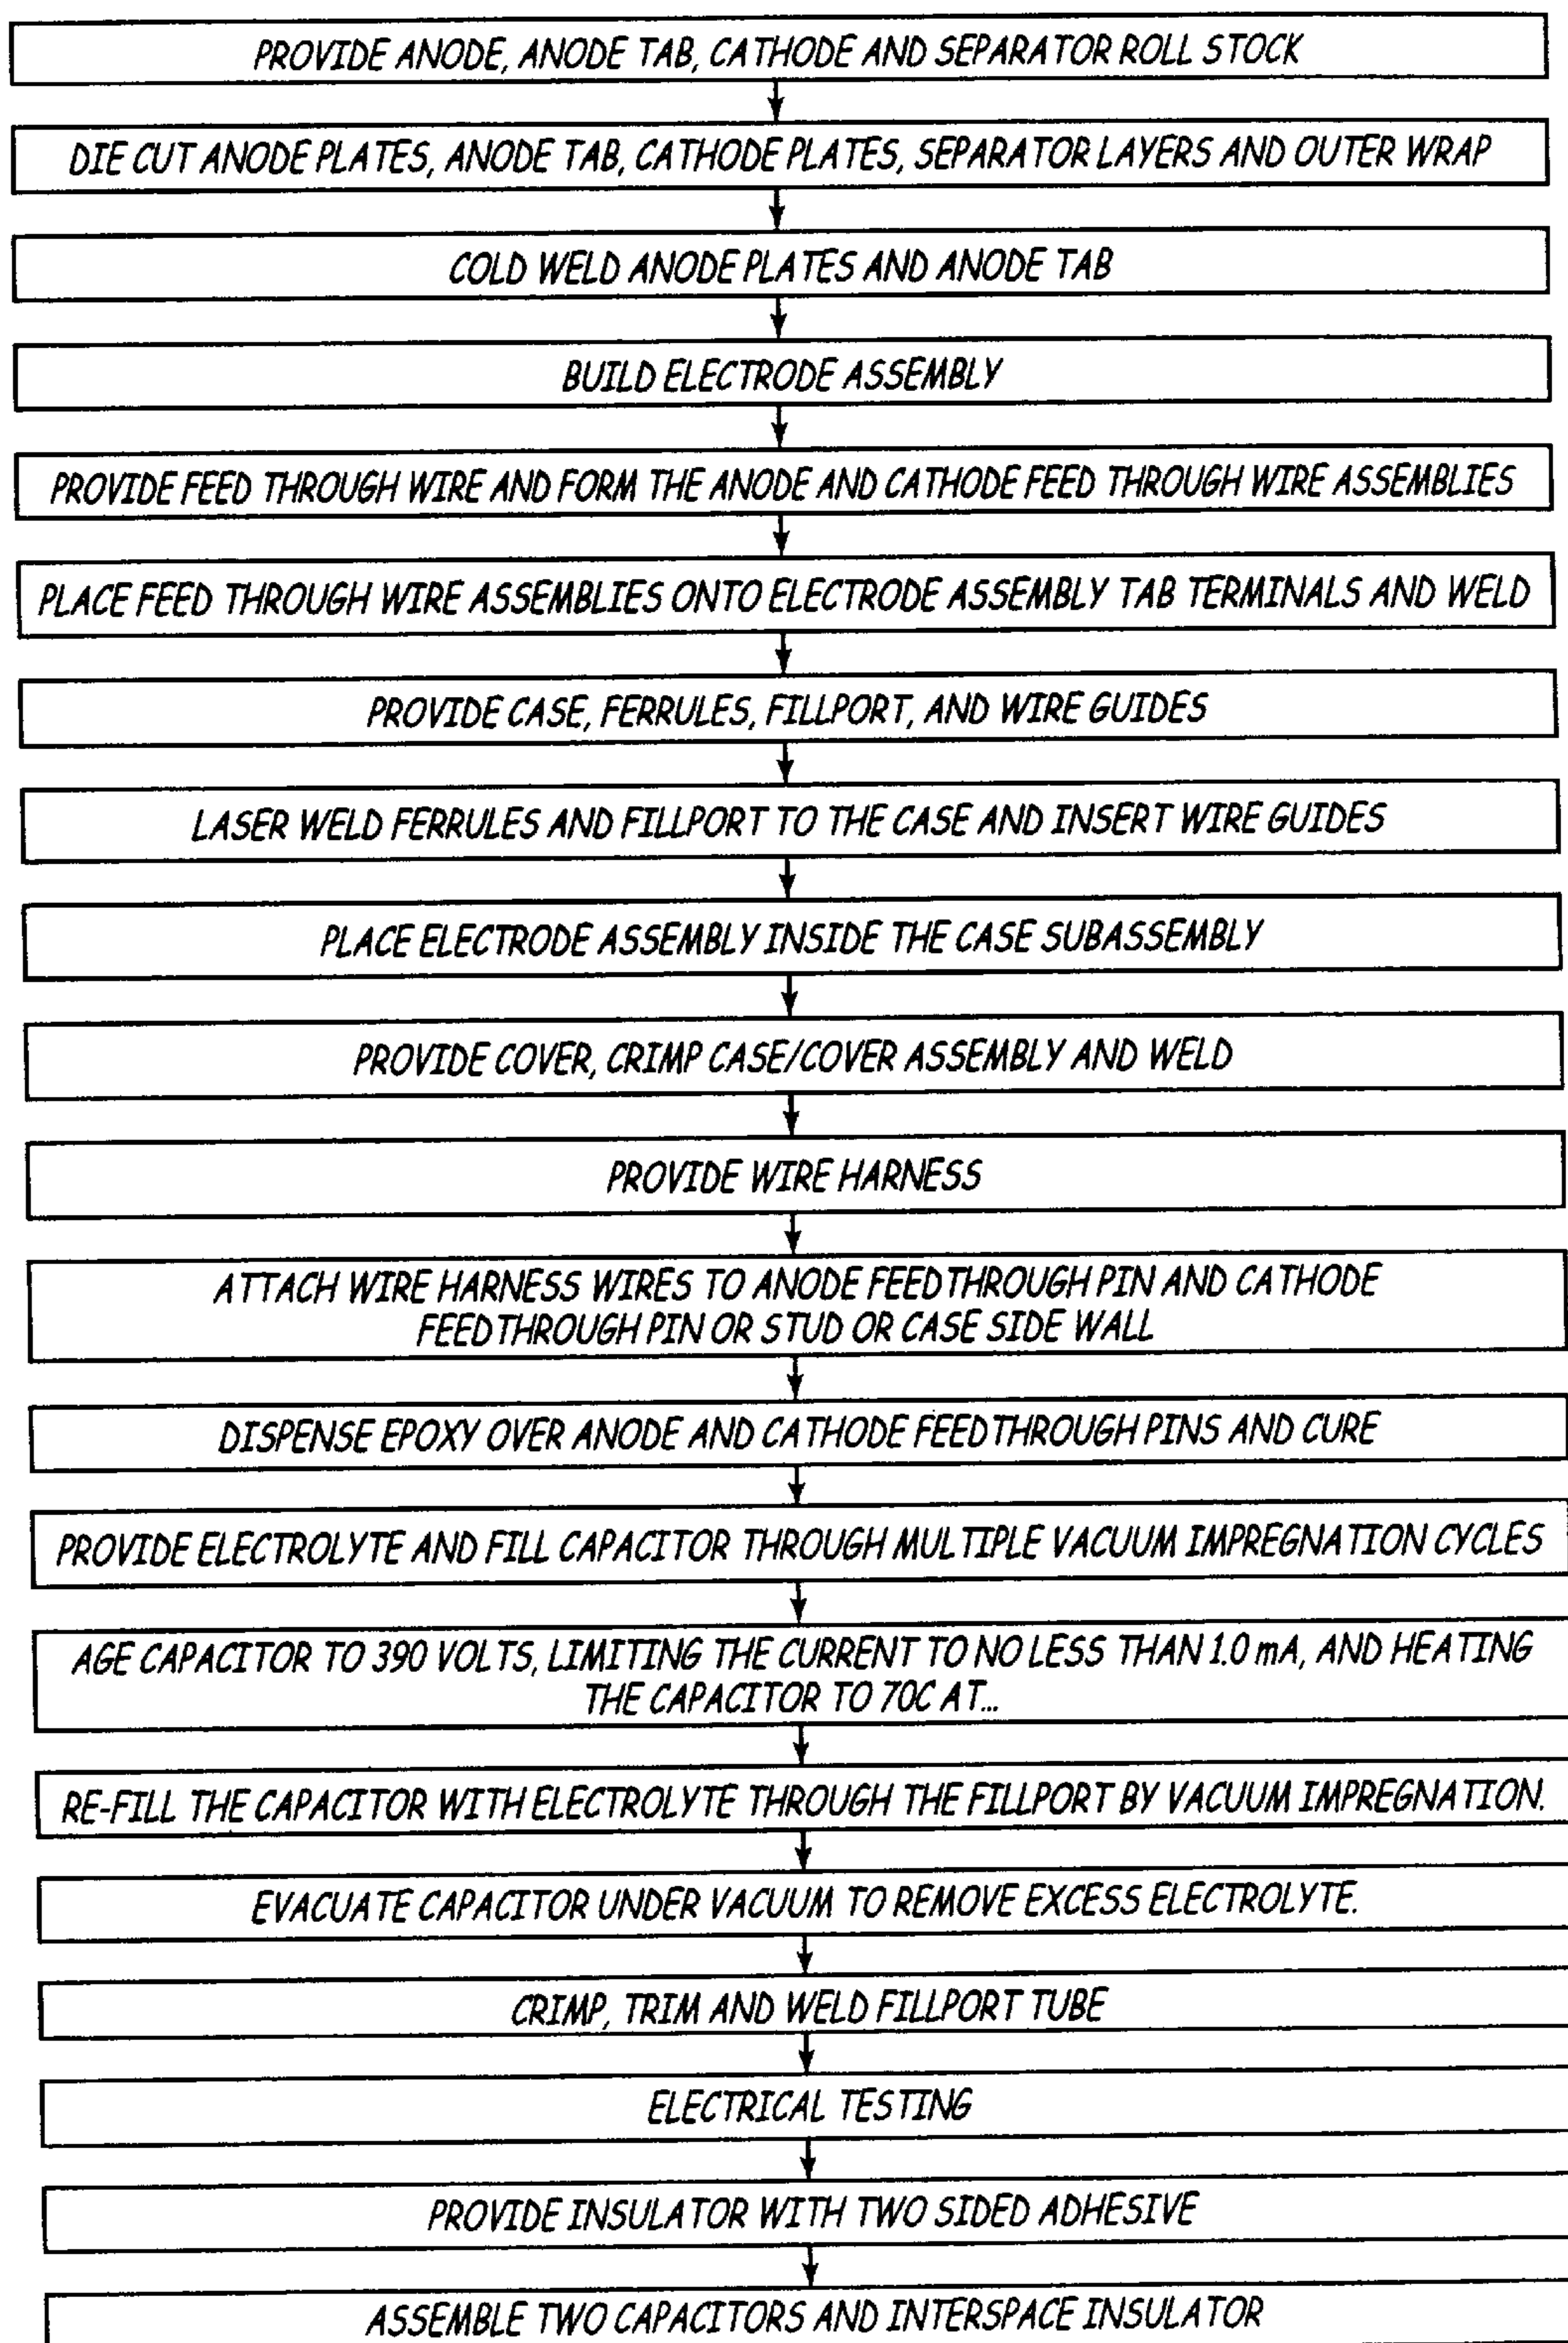 PROVIDE ANODE, ANODE TAB, CATHODE AND SEPARATOR ROLL STOCK
DIE CUT ANODE PLATES, ANODE TAB, CATHODE PLATES, SEPARATOR LAYERS AND OUTER WRAP
COLD WELD ANODE PLATES AND ANODE TAB
BUILD ELECTRODE ASSEMBLY
PROVIDE FEED THROUGH WIRE AND FORM THE ANODE AND CATHODE FEED THROUGH WIRE ASSEMBLIES
PLACE FEED THROUGH WIRE ASSEMBLIES ONTO ELECTRODE ASSEMBLY TAB TERMINALS AND WELD
PROVIDE CASE, FERRULES, FILLPORT, AND WIRE GUIDES
LASER WELD FERRULES AND FILLPORT TO THE CASE AND INSERT WIRE GUIDES
PLACE ELECTRODE ASSEMBLY INSIDE THE CASE SUBASSEMBLY
PROVIDE COVER, CRIMP CASE/COVER ASSEMBLY AND WELD
PROVIDE WIRE HARNESS
ATTACH WIRE HARNESS WIRES TO ANODE FEEDTHROUGH PIN AND CATHODE
FEEDTHROUGH PIN OR STUD OR CASE SIDE WALL
DISPENSE EPOXY OVER ANODE AND CATHODE FEEDTHROUGH PINS AND CURE
PROVIDE ELECTROLYTE AND FILL CAPACITOR THROUGH MULTIPLE VACUUM IMPREGNATION CYCLES
AGE CAPACITOR TO 390 VOLTS, LIMITING THE CURRENT TO NO LESS THAN 1.0 mA, AND HEATING
THE CAPACITOR TO 70C AT...
RE-FILL THE CAPACITOR WITH ELECTROLYTE THROUGH THE FILLPORT BY VACUUM IMPREGNATION.
EVACUATE CAPACITOR UNDER VACUUM TO REMOVE EXCESS ELECTROLYTE.
CRIMP, TRIM AND WELD FILLPORT TUBE
ELECTRICAL TESTING
PROVIDE INSULATOR WITH TWO SIDED ADHESIVE
ASSEMBLE TWO CAPACITORS AND INTERSPACE INSULATOR